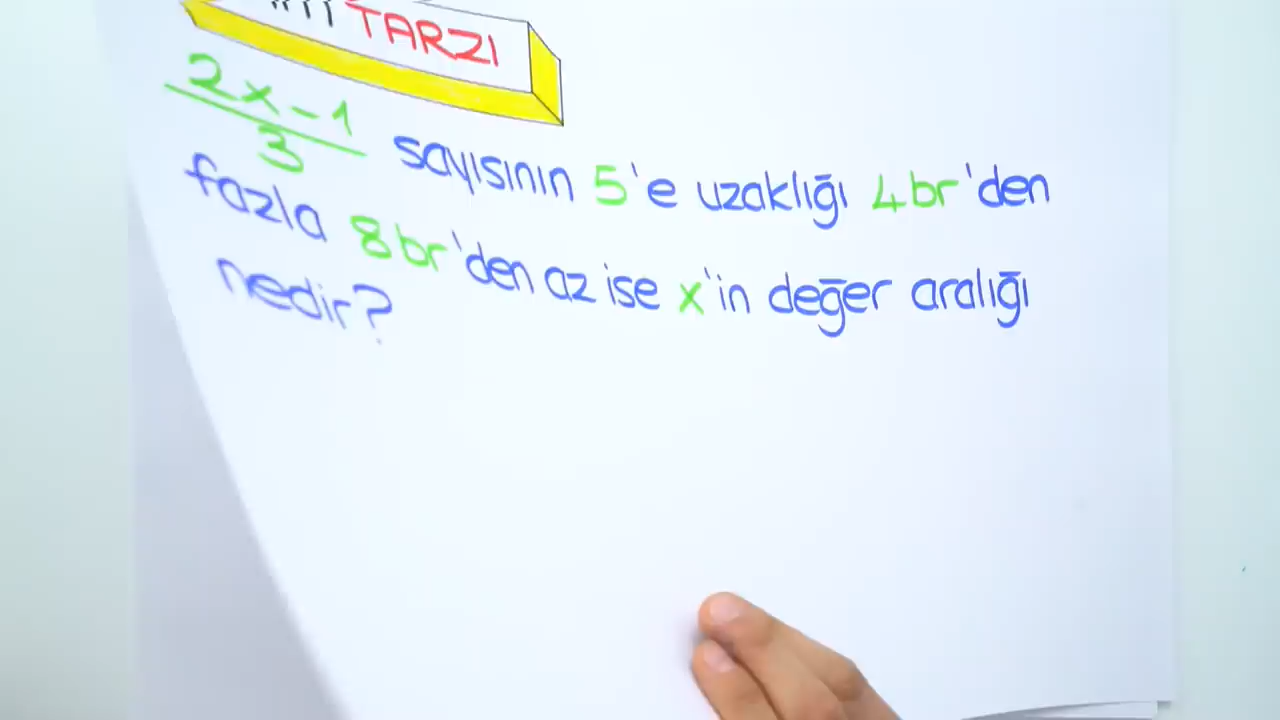 TARZI
2x-1
3
sayısının 5'e uzaklığı 4br'den
fazla 8br'den az ise x'in değer aralığı
nedir?